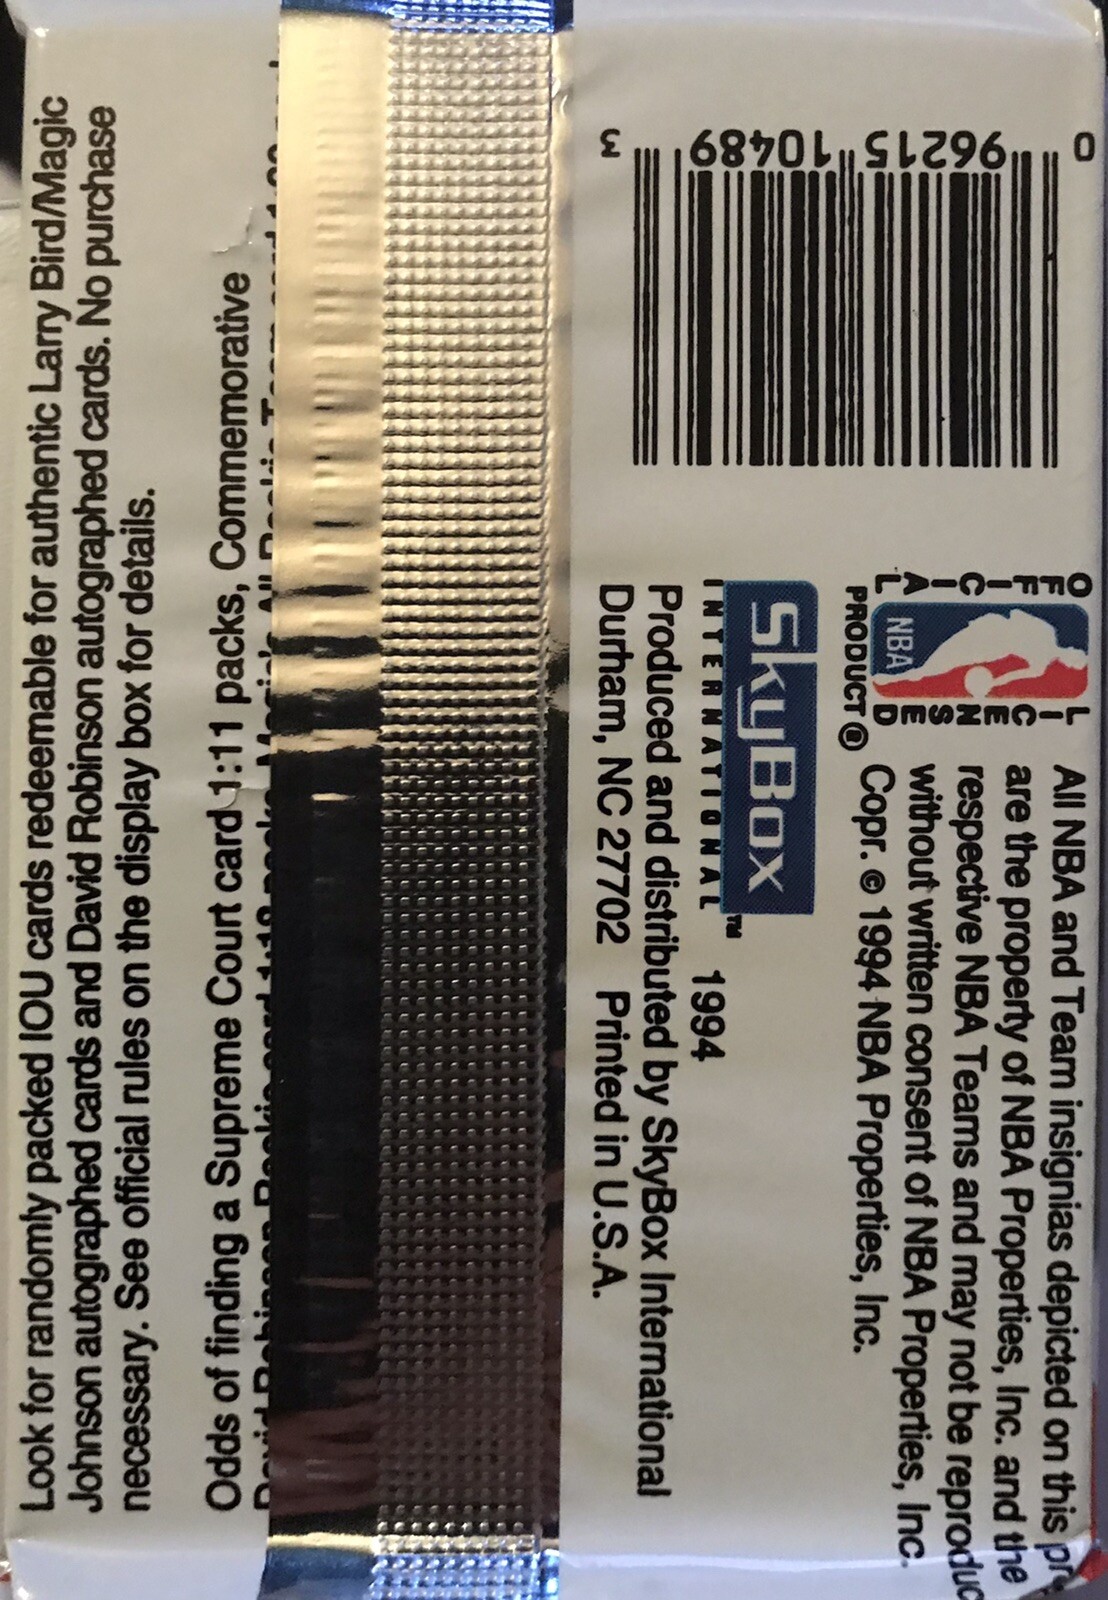 Look for randomly packed IOU cards redeemable for authentic Larry Bird/Magic
Johnson autographed cards and David Robinson autographed cards. No purchase
necessary. See official rules on the display box for details.
Odds of finding a Supreme Court card 1:11 packs, Commemorative
0 96215 10489 3
OFFICIAL LICENSED
NBA
PRODUCT ®
All NBA and Team insignias depicted on this
are the property of NBA Properties, Inc. and the
respective NBA Teams and may not be
without written consent of NBA Properties, Inc.
Copr. © 1994 NBA Properties, Inc.
SkyBox™
INTERNATIONAL 1994
Produced and distributed by SkyBox International
Durham, NC 27702 Printed in U.S.A.